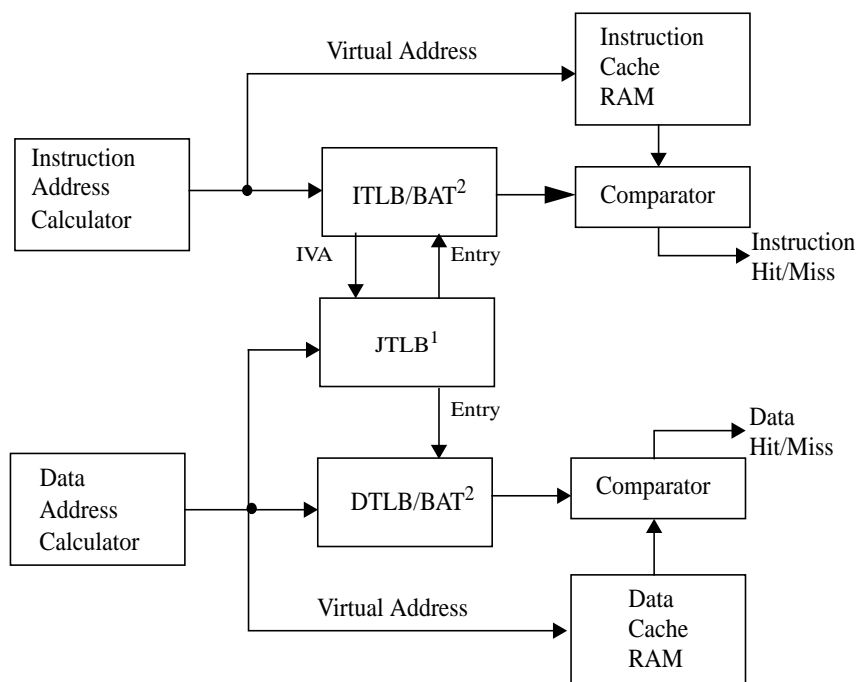 Virtual Address
Instruction
Cache
RAM
Instruction
Address
Calculator
ITLB/BAT²
Comparator
IVA
Entry
Instruction
Hit/Miss
JTLB¹
Entry
Data
Hit/Miss
Data
Address
Calculator
DTLB/BAT²
Comparator
Virtual Address
Data
Cache
RAM